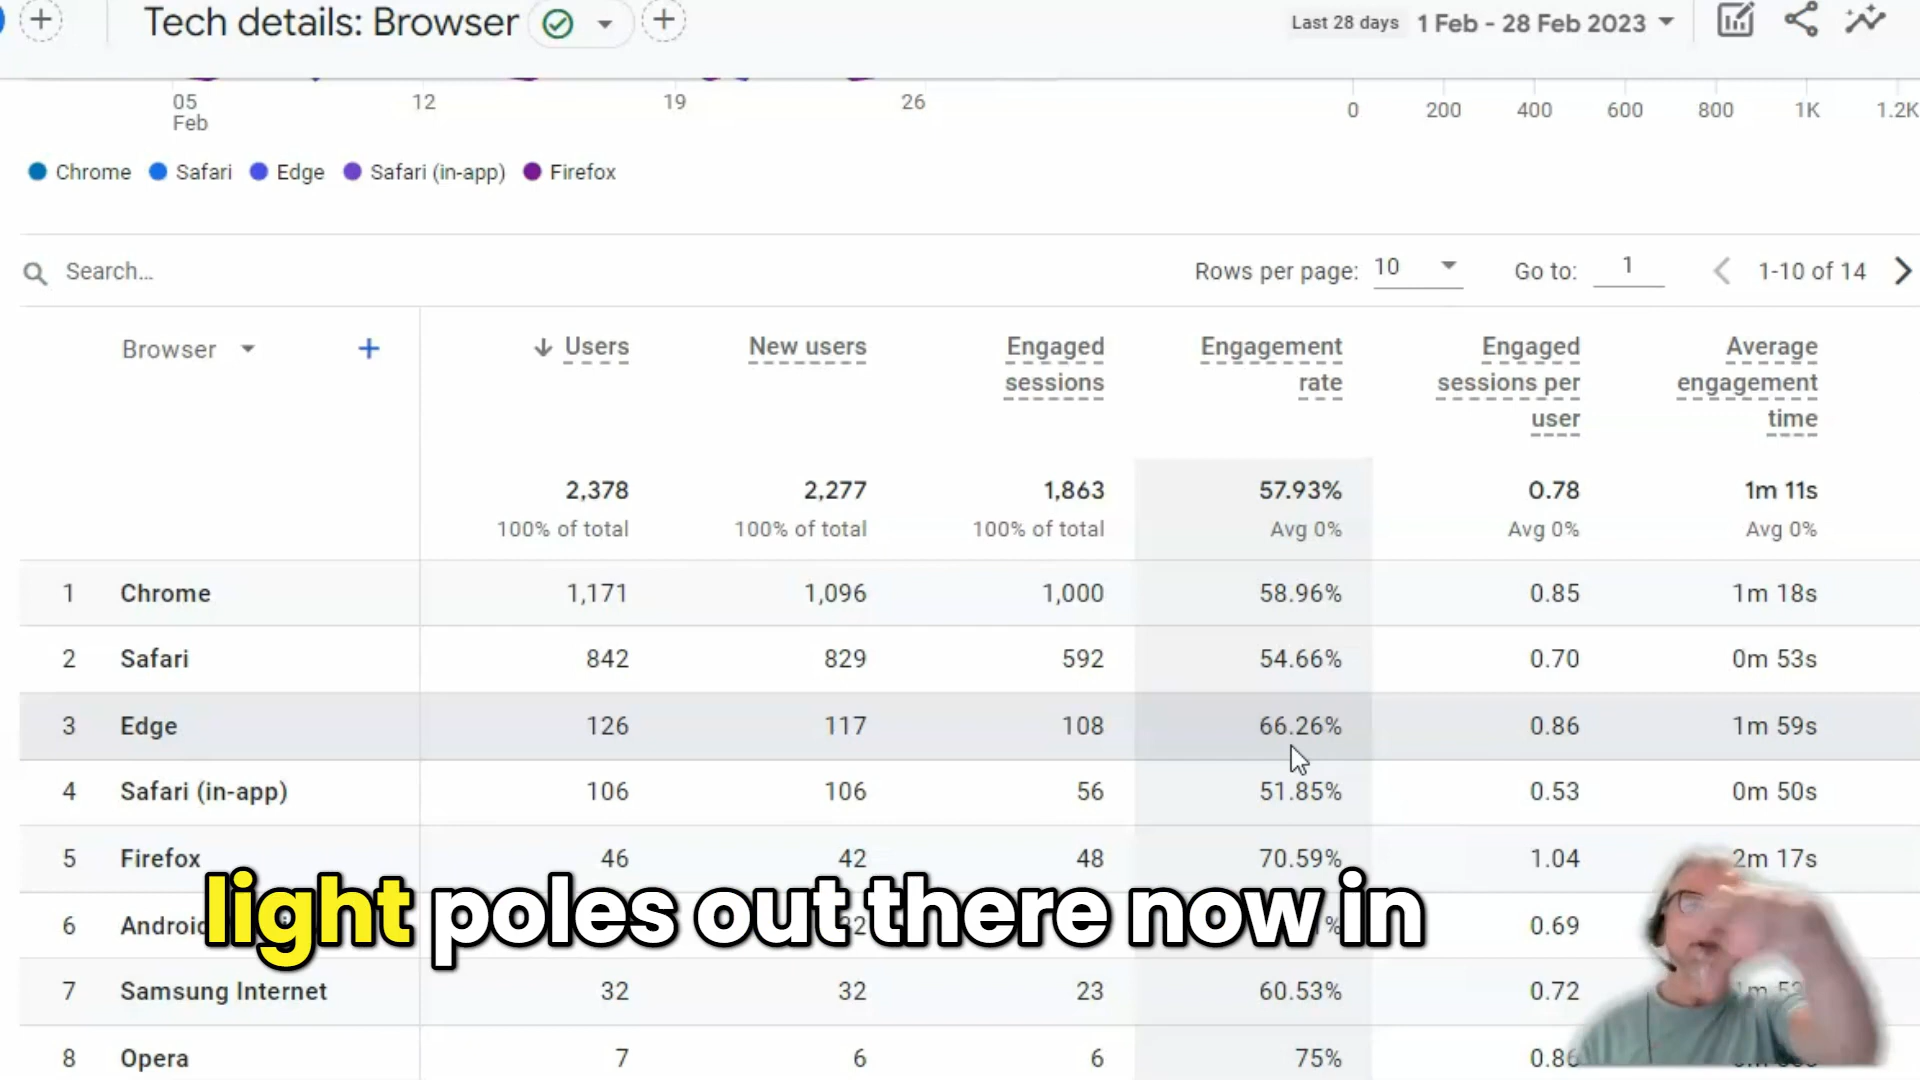 Tech details: Browser
Last 28 days 1 Feb - 28 Feb 2023
05 12 19 26
Feb
0 200 400 600 800 1K 1.2K
Chrome Safari Edge Safari (in-app) Firefox
Search...
Rows per page: 10 Go to: 1 1-10 of 14
Browser Users New users Engaged sessions Engagement rate Engaged sessions per user Average engagement time
2,378 2,277 1,863 57.93% 0.78 1m 11s
100% of total 100% of total 100% of total Avg 0% Avg 0% Avg 0%
1 Chrome 1,171 1,096 1,000 58.96% 0.85 1m 18s
2 Safari 842 829 592 54.66% 0.70 0m 53s
3 Edge 126 117 108 66.26% 0.86 1m 59s
4 Safari (in-app) 106 106 56 51.85% 0.53 0m 50s
5 Firefox 46 42 48 70.59% 1.04 2m 17s
light poles out there now in
6 0.69
7 Samsung Internet 32 32 23 60.53% 0.72
8 Opera 7 6 6 75%